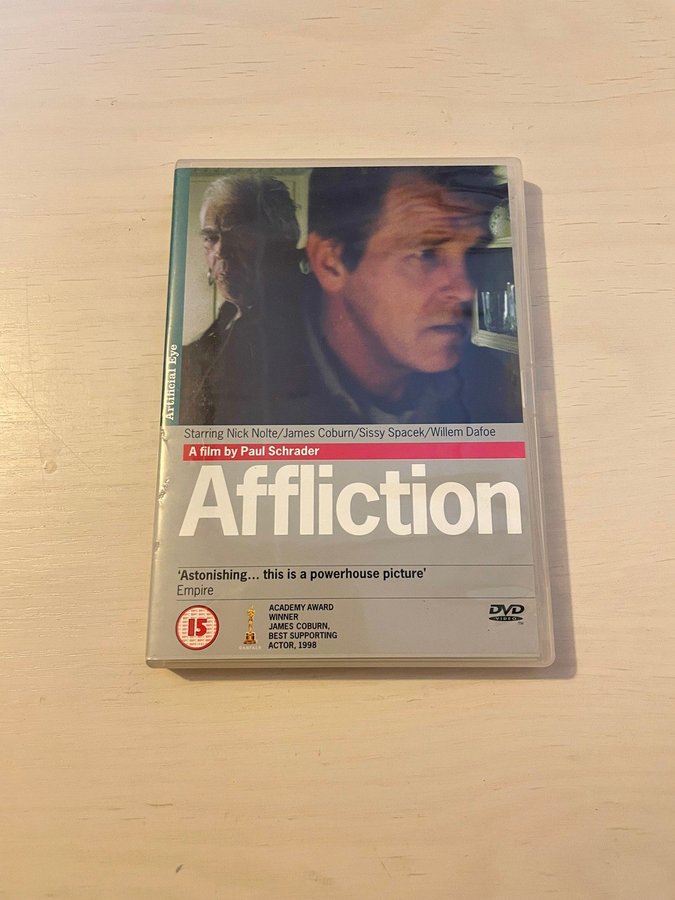 Artificial Eye
Starring Nick Nolte/James Coburn/Sissy Spacek/Willem Dafoe
A film by Paul Schrader
Affliction
‘Astonishing... this is a powerhouse picture’
Empire
15
ACADEMY AWARD
WINNER
JAMES COBURN,
BEST SUPPORTING
ACTOR, 1998
DVD
VIDEO
TM